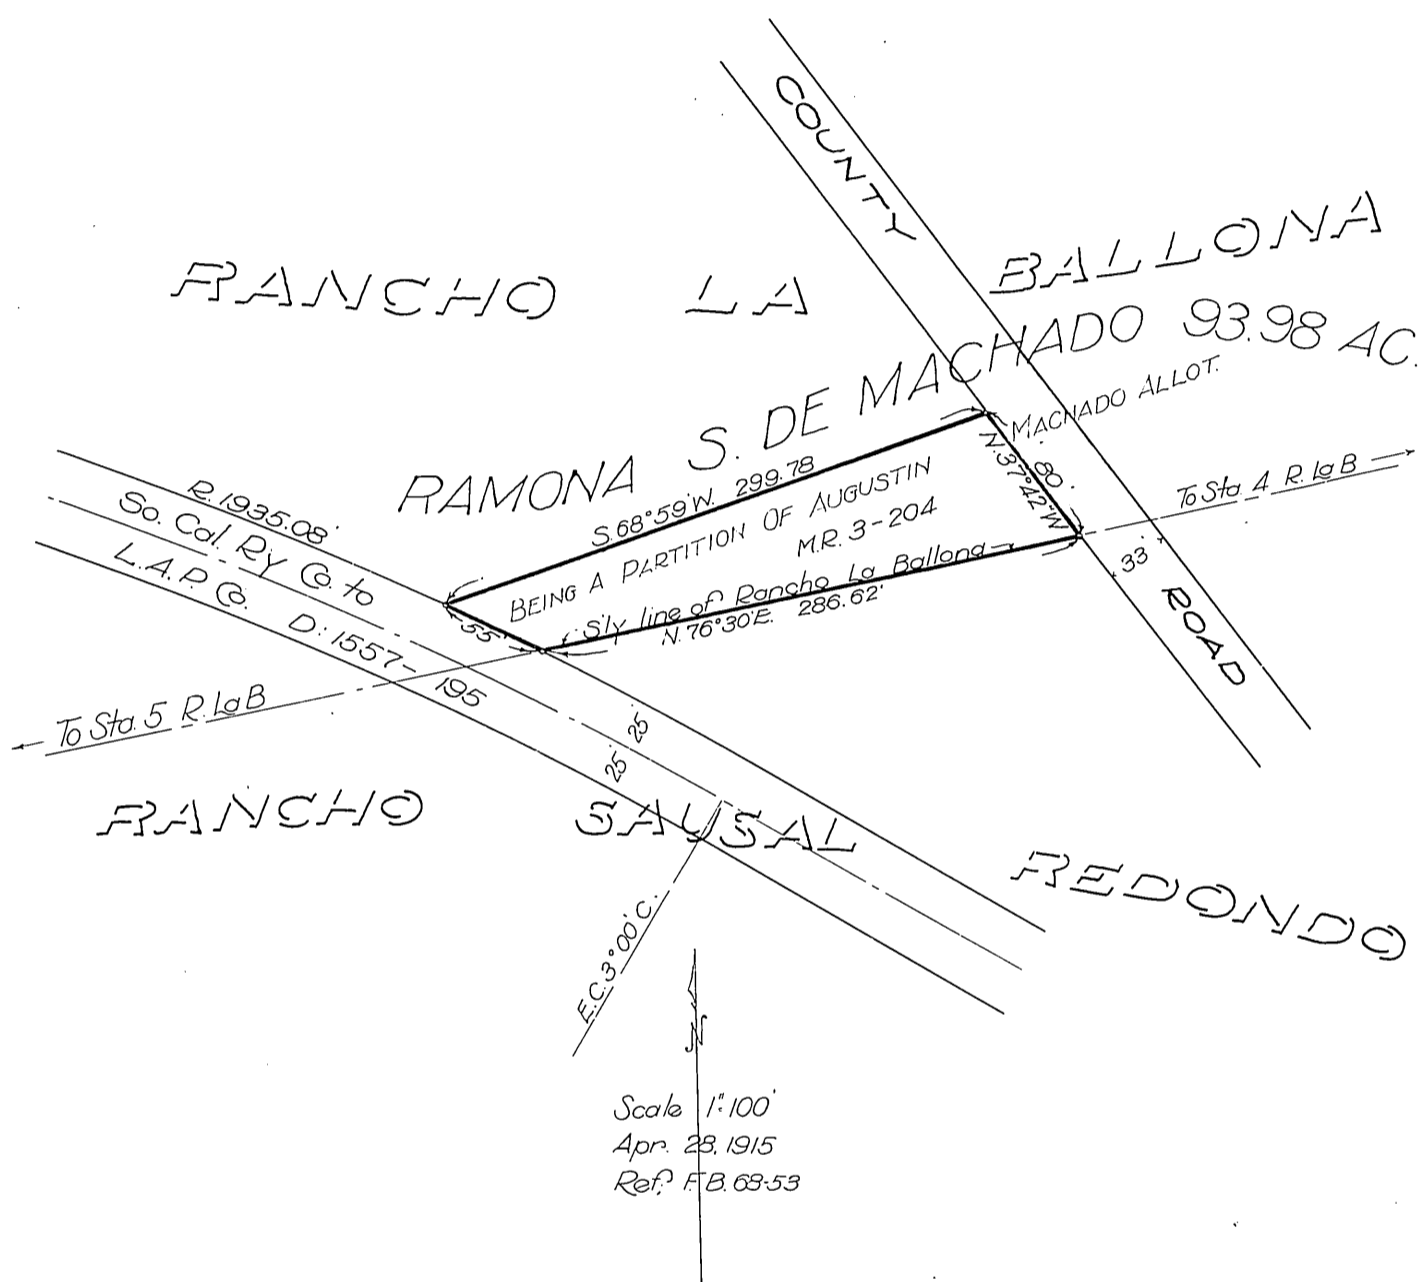 COUNTY
ROAD
RANCHO LA BALLONA
RAMONA S. DE MACHADO 93.98 AC.
MACHADO ALLOT.
S.68°59'W. 299.78
N.37°42'W
80.
BEING A PARTITION OF AUGUSTIN
M.R. 3-204
To Sta 4 R. La B
S'ly line of Rancho La Ballona
N.76°30'E. 286.62'
33'
R.1935.08'
So. Cal. Ry Co. to
L.A.P. Co. D:1557-195
55'
To Sta. 5 R. La B
25
25
RANCHO SAUSAL REDONDO
E.C.3°00'C.
N
Scale 1"=100'
Apr. 28, 1915
Ref. F.B. 68-53